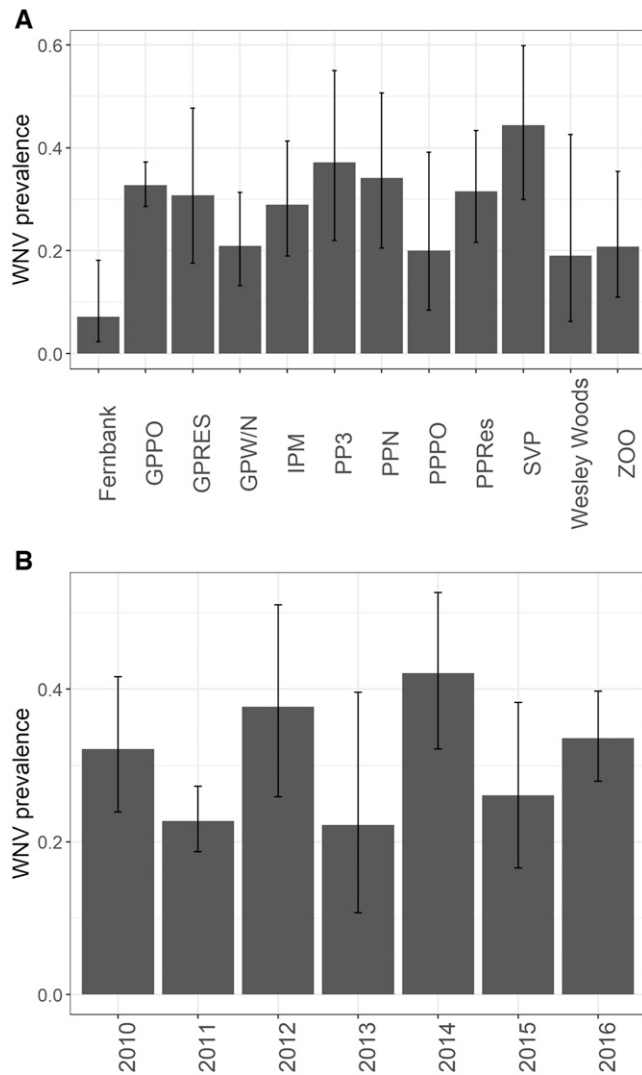 A
WNV prevalence
0.6
0.4
0.2
0.0
Fernbank
GPPO
GPRES
GPW/N
IPM
PP3
PPN
PPPO
PPRes
SVP
Wesley Woods
ZOO
B
WNV prevalence
0.4
0.2
0.0
2010
2011
2012
2013
2014
2015
2016